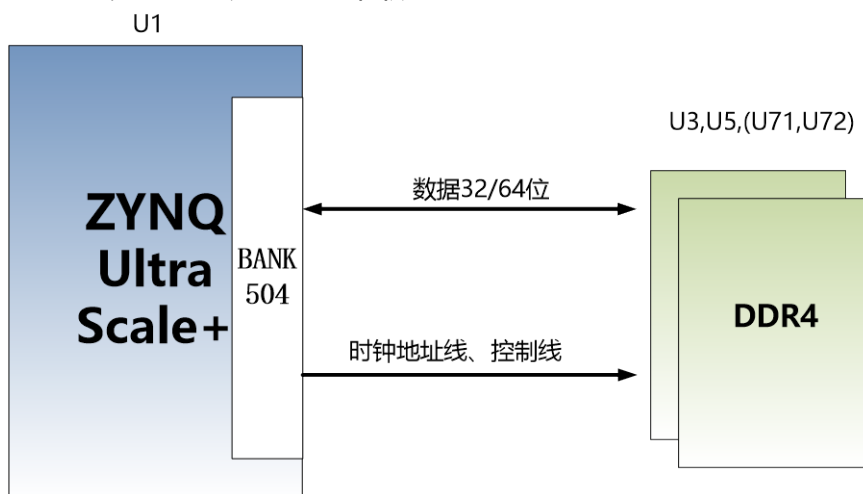 U1
U3,U5,(U71,U72)
数据32/64位
ZYNQ
Ultra
Scale+
BANK
504
DDR4
时钟地址线、控制线